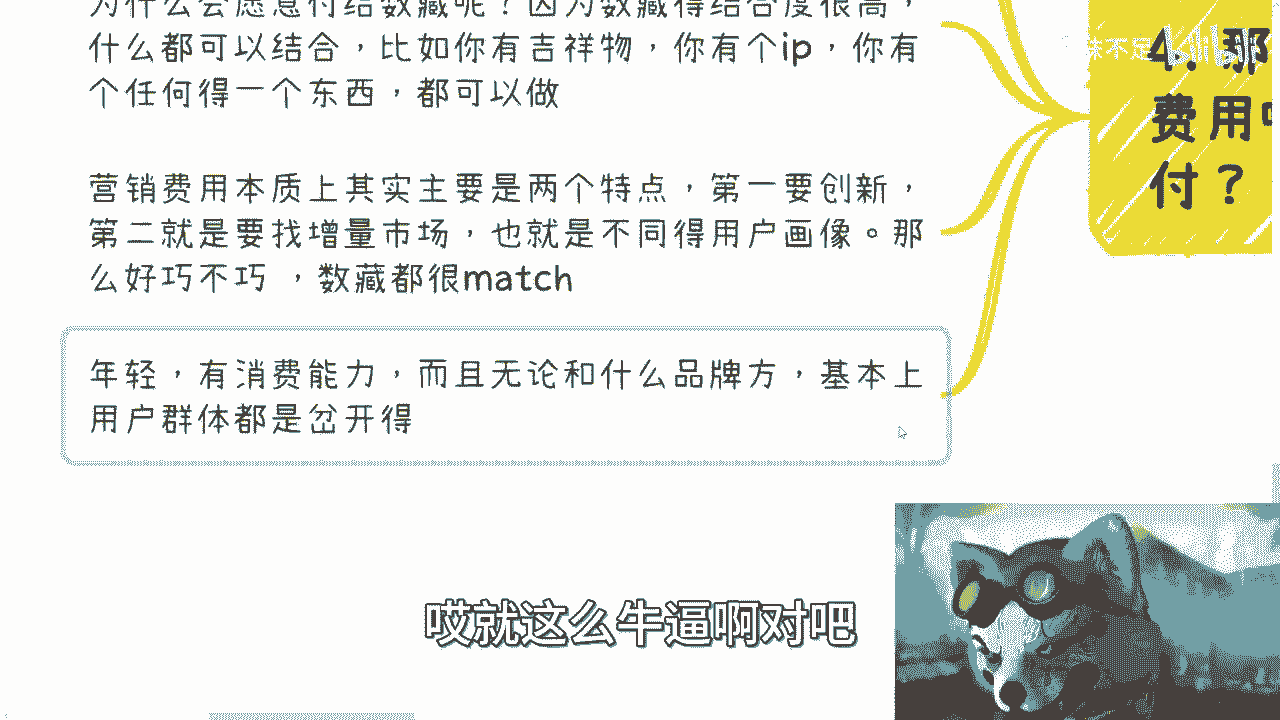 为什么会愿意付给数藏呢？因为数藏得结合度很高，
什么都可以结合，比如你有吉祥物，你有个ip，你有
个任何得一个东西，都可以做
营销费用本质上其实主要是两个特点，第一要创新，
第二就是要找增量市场，也就是不同得用户画像。那
么好巧不巧 ，数藏都很match
年轻，有消费能力，而且无论和什么品牌方，基本上
用户群体都是岔开得
4. 那
费用
付？
哎就这么牛逼啊对吧